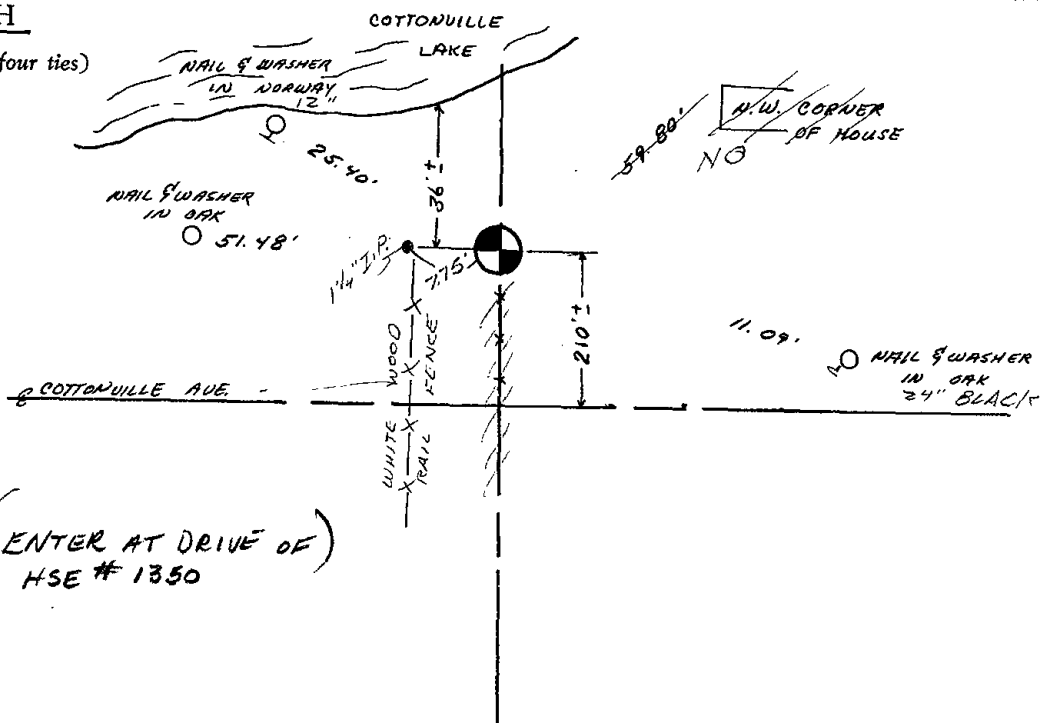 H
four ties)
COTTONVILLE
LAKE
NAIL & WASHER
IN NORWAY
12"
25.40'
59.80'
N.W. CORNER
OF HOUSE
NO
36'±
NAIL & WASHER
IN OAK
51.48'
1¼" I.P.
7.75'
210'±
11.09'
NAIL & WASHER
IN OAK
24" BLACK
WOOD FENCE
℄ COTTONVILLE AVE.
WHITE RAIL
(ENTER AT DRIVE OF)
HSE # 1350